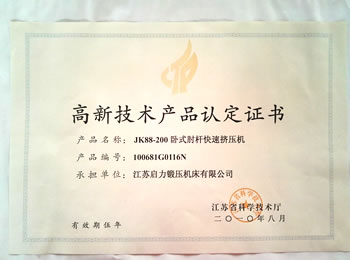 高新技术产品认定证书
产品名称：JK88-200 卧式肘杆快速挤压机
产品编号：100681G0116N
承担单位：江苏启力锻压机床有限公司
江苏省科学技术厅
二〇一〇年八月
有效期伍年